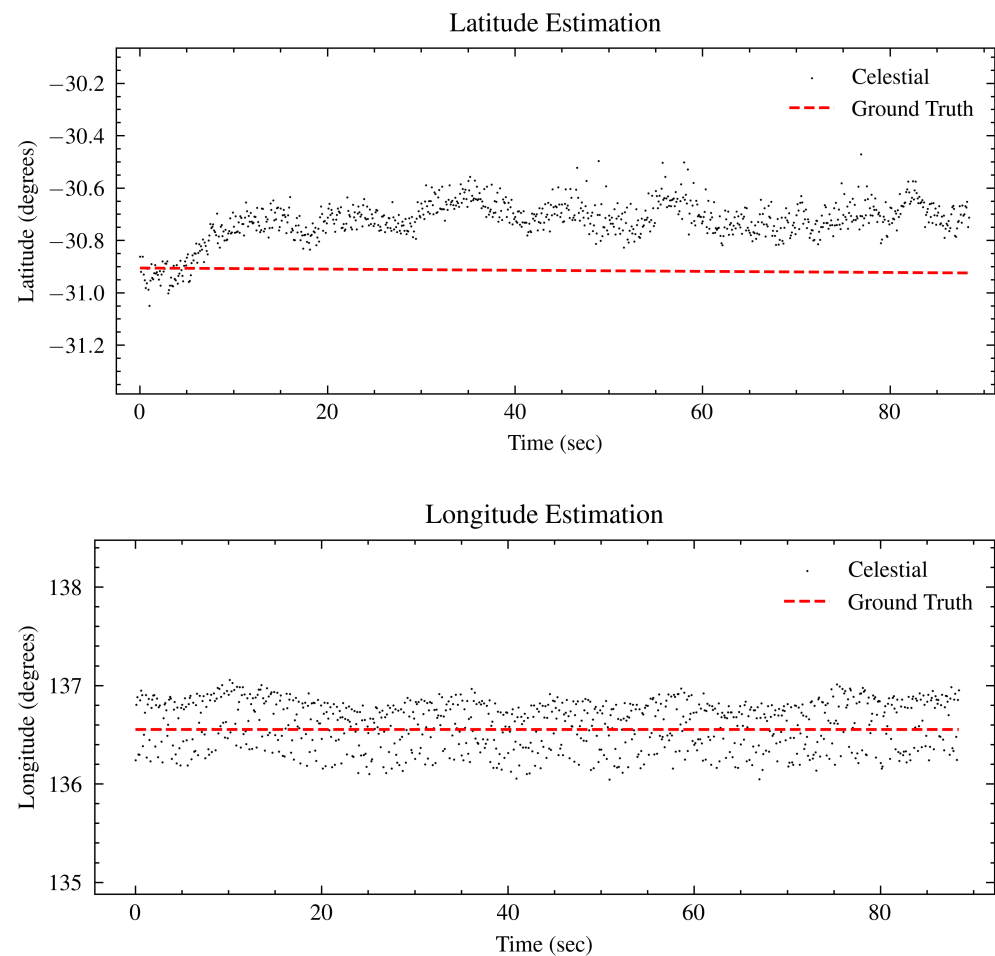 Latitude Estimation
−30.2
−30.4
−30.6
−30.8
−31.0
−31.2
Latitude (degrees)
Celestial
Ground Truth
0 20 40 60 80
Time (sec)
Longitude Estimation
138
137
136
135
Longitude (degrees)
Celestial
Ground Truth
0 20 40 60 80
Time (sec)